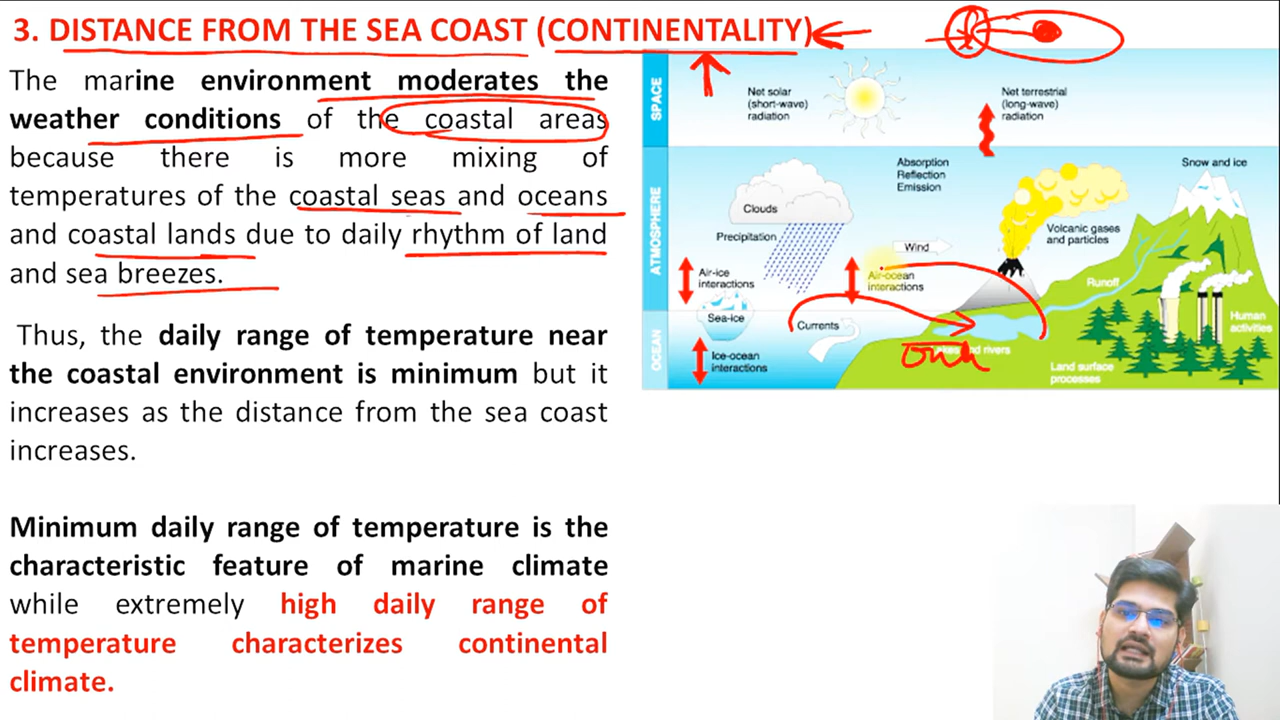 3. DISTANCE FROM THE SEA COAST (CONTINENTALITY)
The marine environment moderates the
weather conditions of the coastal areas
because there is more mixing of
temperatures of the coastal seas and oceans
and coastal lands due to daily rhythm of land
and sea breezes.
Thus, the daily range of temperature near
the coastal environment is minimum but it
increases as the distance from the sea coast
increases.
Minimum daily range of temperature is the
characteristic feature of marine climate
while extremely high daily range of
temperature characterizes continental
climate.
SPACE
Net solar
(short-wave)
radiation
Net terrestrial
(long-wave)
radiation
ATMOSPHERE
Absorption
Reflection
Emission
Snow and ice
Clouds
Volcanic gases
and particles
Precipitation
Wind
Air-ice
interactions
Air-ocean
interactions
Runoff
OCEAN
Sea-ice
Currents
Human
activities
and rivers
Ice-ocean
interactions
Land surface
processes